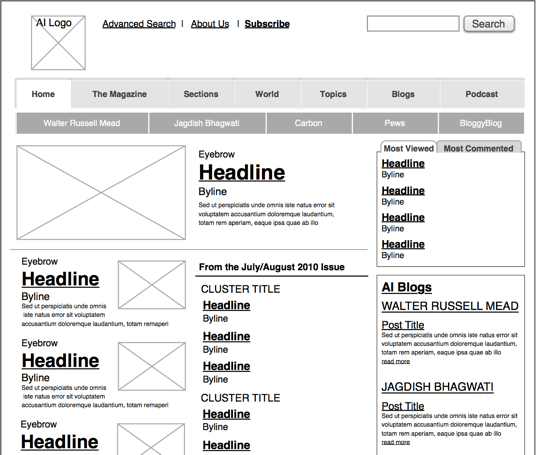 AI Logo
Advanced Search | About Us | Subscribe
Search
Home The Magazine Sections World Topics Blogs Podcast
Walter Russell Mead Jagdish Bhagwati Carbon Pews BloggyBlog
Eyebrow
Headline
Byline
Sed ut perspiciatis unde omnis iste natus error sit
voluptatem accusantium doloremque laudantium,
totam rem aperiam, eaque ipsa quae ab illo
Most Viewed Most Commented
Headline
Byline
Headline
Byline
Headline
Byline
Headline
Byline
Eyebrow
Headline
Byline
Sed ut perspiciatis unde omnis
iste natus error sit voluptatem
accusantium doloremque laudantium, totam remaperi
Eyebrow
Headline
Byline
Sed ut perspiciatis unde omnis
iste natus error sit voluptatem
accusantium doloremque laudantium, totam remaperi
Eyebrow
Headline
From the July/August 2010 Issue
CLUSTER TITLE
Headline
Byline
Headline
Byline
Headline
Byline
CLUSTER TITLE
Headline
Byline
Headline
AI Blogs
WALTER RUSSELL MEAD
Post Title
Sed ut perspiciatis unde omnis iste natus error sit
voluptatem accusantium doloremque laudantium,
totam rem aperiam, eaque ipsa quae ab illo
read more
JAGDISH BHAGWATI
Post Title
Sed ut perspiciatis unde omnis iste natus error sit
voluptatem accusantium doloremque laudantium,
totam rem aperiam, eaque ipsa quae ab illo
read more